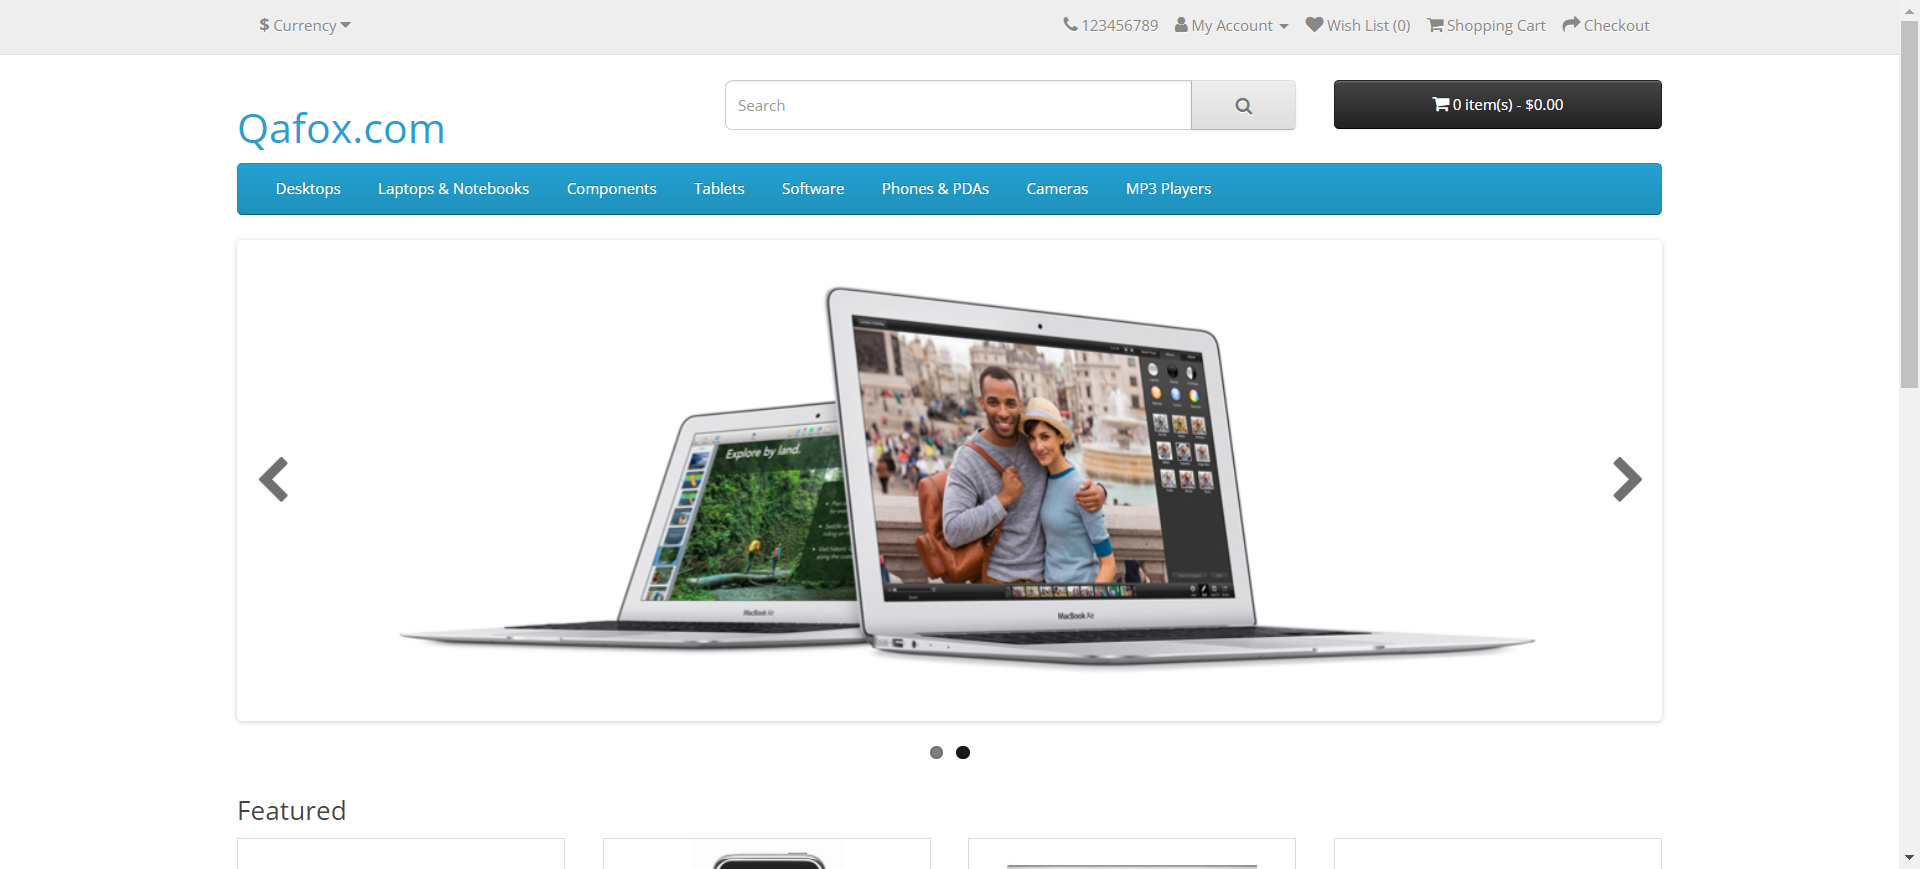 $ Currency
123456789 My Account Wish List (0) Shopping Cart Checkout
Qafox.com
Search
0 item(s) - $0.00
Desktops Laptops & Notebooks Components Tablets Software Phones & PDAs Cameras MP3 Players
Explore by land.
MacBook Air
MacBook Air
Featured